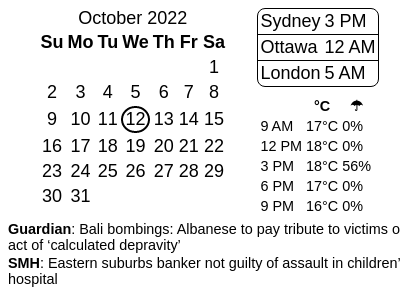 October 2022
Su Mo Tu We Th Fr Sa
1
2 3 4 5 6 7 8
9 10 11 12 13 14 15
16 17 18 19 20 21 22
23 24 25 26 27 28 29
30 31
Sydney 3 PM
Ottawa 12 AM
London 5 AM
°C ☂
9 AM 17°C 0%
12 PM 18°C 0%
3 PM 18°C 56%
6 PM 17°C 0%
9 PM 16°C 0%
Guardian: Bali bombings: Albanese to pay tribute to victims o
act of ‘calculated depravity’
SMH: Eastern suburbs banker not guilty of assault in children’
hospital